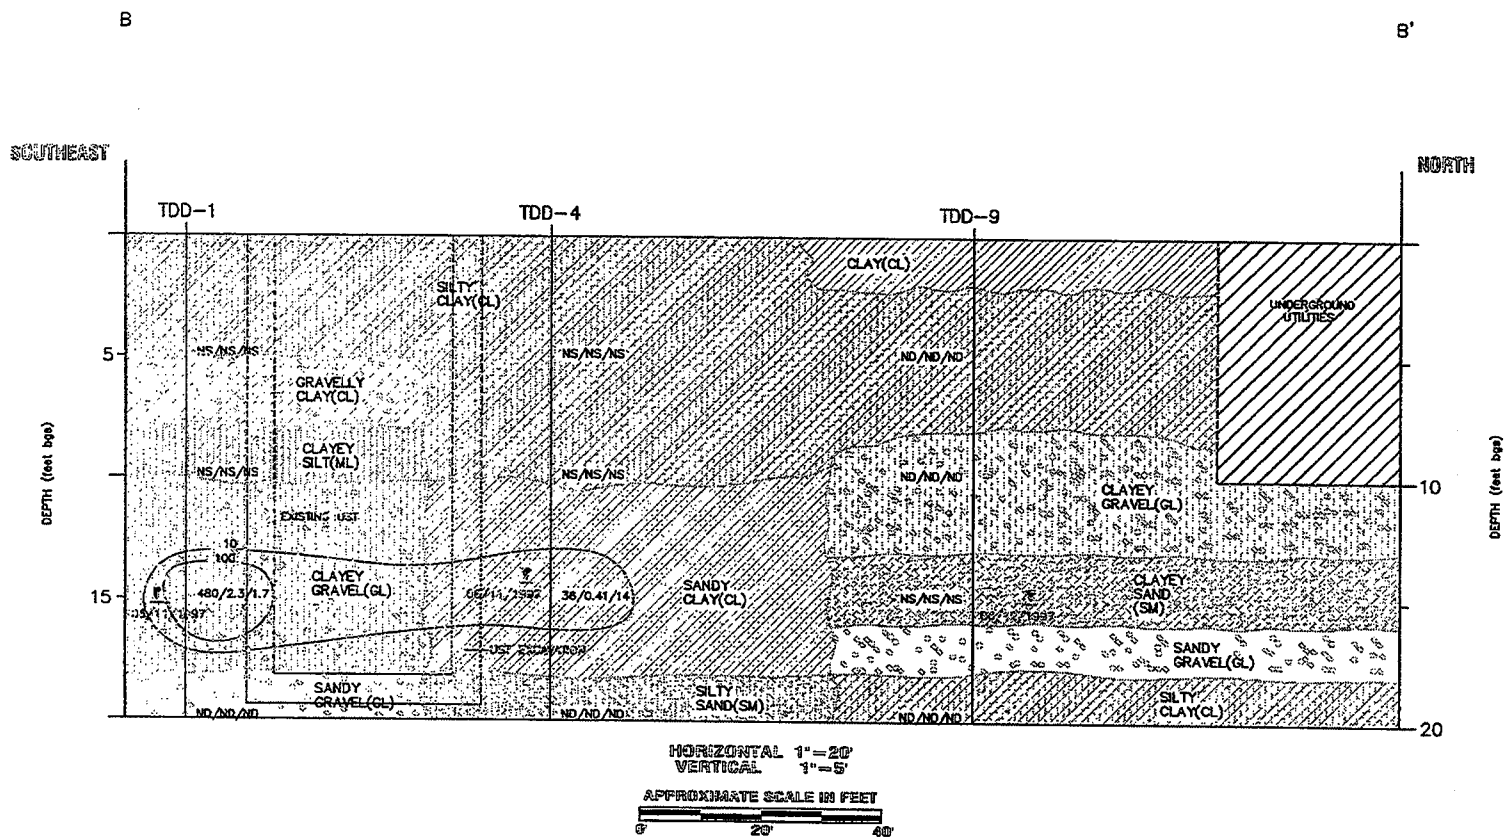 B
B'
SOUTHEAST
NORTH
TDD-1
TDD-4
TDD-9
CLAY(CL)
SILTY
CLAY(CL)
UNDERGROUND
UTILITIES
5
NS/NS/NS
NS/NS/NS
ND/ND/ND
GRAVELLY
CLAY(CL)
CLAYEY
SILT(ML)
NS/NS/NS
NS/NS/NS
ND/ND/ND
CLAYEY
GRAVEL(GL)
10
DEPTH (feet bgs)
DEPTH (feet bgs)
EXISTING UST
10
100
CLAYEY
GRAVEL(GL)
SANDY
CLAY(CL)
CLAYEY
SAND
(SM)
15
480/2.3/1.7
38/0.41/14
NS/NS/NS
UST EXCAVATION
SANDY
GRAVEL(GL)
SANDY
GRAVEL(GL)
SILTY
SAND(SM)
SILTY
CLAY(CL)
ND/ND/ND
ND/ND/ND
ND/ND/ND
20
HORIZONTAL 1"=20'
VERTICAL 1"=5'
APPROXIMATE SCALE IN FEET
0' 20' 40'